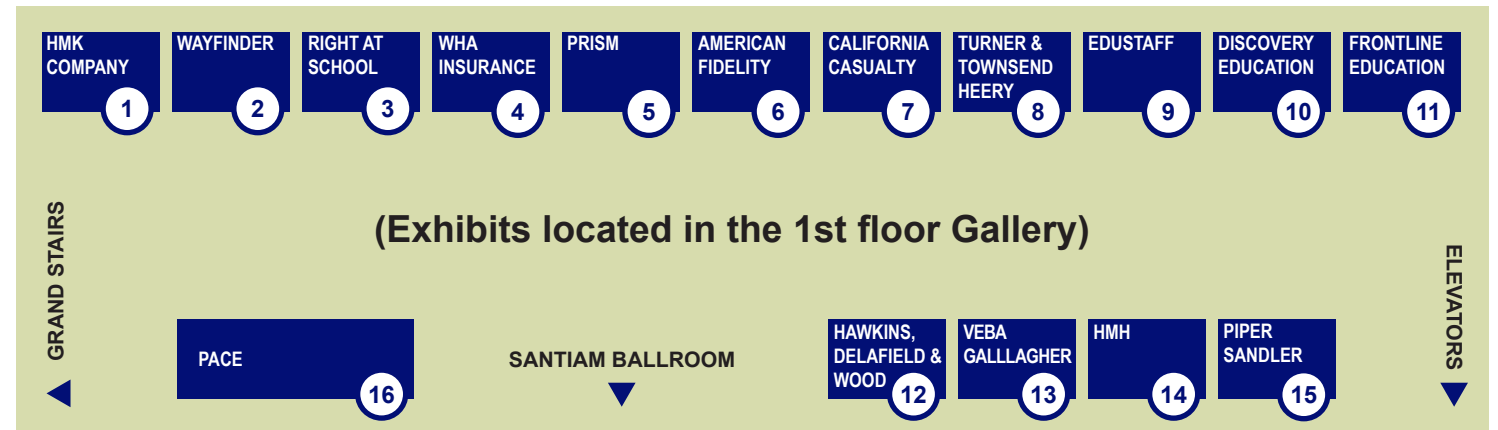 HMK
COMPANY
1
WAYFINDER
2
RIGHT AT
SCHOOL
3
WHA
INSURANCE
4
PRISM
5
AMERICAN
FIDELITY
6
CALIFORNIA
CASUALTY
7
TURNER &
TOWNSEND
HEERY
8
EDUSTAFF
9
DISCOVERY
EDUCATION
10
FRONTLINE
EDUCATION
11
(Exhibits located in the 1st floor Gallery)
GRAND STAIRS
ELEVATORS
PACE
16
SANTIAM BALLROOM
HAWKINS,
DELAFIELD &
WOOD
12
VEBA
GALLLAGHER
13
HMH
14
PIPER
SANDLER
15